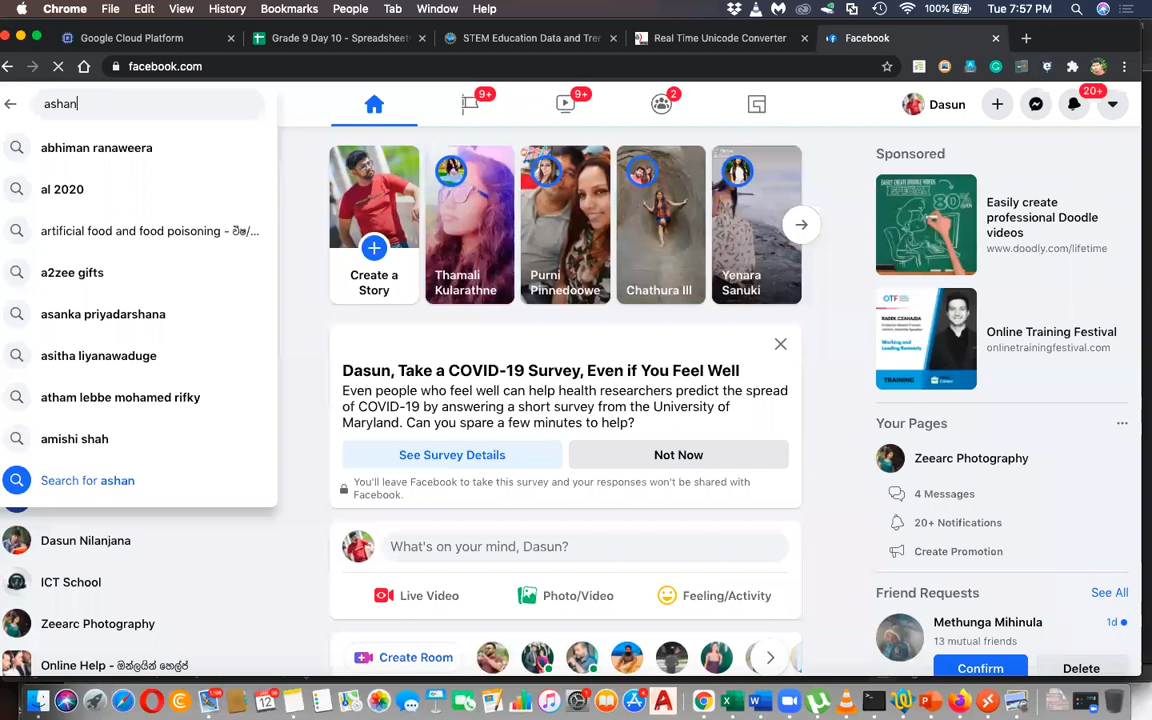 Chrome File Edit View History Bookmarks People Tab Window Help
100% Tue 7:57 PM
Google Cloud Platform
Grade 9 Day 10 - Spreadsheet
STEM Education Data and Tre
Real Time Unicode Converter
Facebook
facebook.com
ashan
9+
9+
2
Dasun
20+
abhiman ranaweera
al 2020
artificial food and food poisoning - විෂ/...
a2zee gifts
asanka priyadarshana
asitha liyanawaduge
atham lebbe mohamed rifky
amishi shah
Search for ashan
Dasun Nilanjana
ICT School
Zeearc Photography
Online Help - ඔන්ලයින් හෙල්ප්
Create a
Story
Thamali
Kularathne
Purni
Pinnedoowe
Chathura Ill
Yenara
Sanuki
Dasun, Take a COVID-19 Survey, Even if You Feel Well
Even people who feel well can help health researchers predict the spread
of COVID-19 by answering a short survey from the University of
Maryland. Can you spare a few minutes to help?
See Survey Details
Not Now
You'll leave Facebook to take this survey and your responses won't be shared with
Facebook.
What's on your mind, Dasun?
Live Video
Photo/Video
Feeling/Activity
Create Room
Sponsored
80%
Easily create
professional Doodle
videos
www.doodly.com/lifetime
OTF
RADEK CZAHAJDA
Working and
Leading Remotely
TRAINING
Online Training Festival
onlinetrainingfestival.com
Your Pages
Zeearc Photography
4 Messages
20+ Notifications
Create Promotion
Friend Requests
See All
Methunga Mihinula
1d
13 mutual friends
Confirm
Delete
12